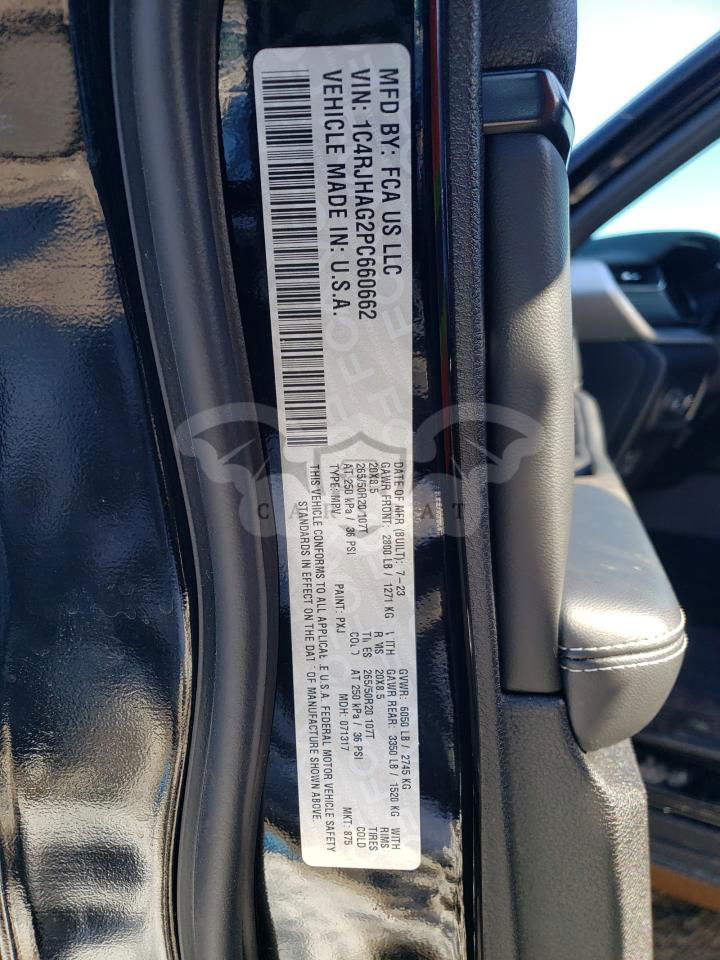 MFD BY: FCA US LLC
VIN: 1C4RJHAG2PC660662
VEHICLE MADE IN: U.S.A.
DATE OF MFR (BUILT): 7-23 GVWR: 6050 LB / 2745 KG
GAWR FRONT: 2800 LB / 1271 KG WITH GAWR REAR: 3350 LB / 1520 KG WITH
20X8.5 RIMS 20X8.5 RIMS
265/50R20 107T TIRES 265/50R20 107T TIRES
AT 250 kPa / 36 PSI COLD AT 250 kPa / 36 PSI COLD
TYPE: MPV PAINT: PXJ MDH: 071317 MKT: 875
THIS VEHICLE CONFORMS TO ALL APPLICABLE U.S.A. FEDERAL MOTOR VEHICLE SAFETY
STANDARDS IN EFFECT ON THE DATE OF MANUFACTURE SHOWN ABOVE.